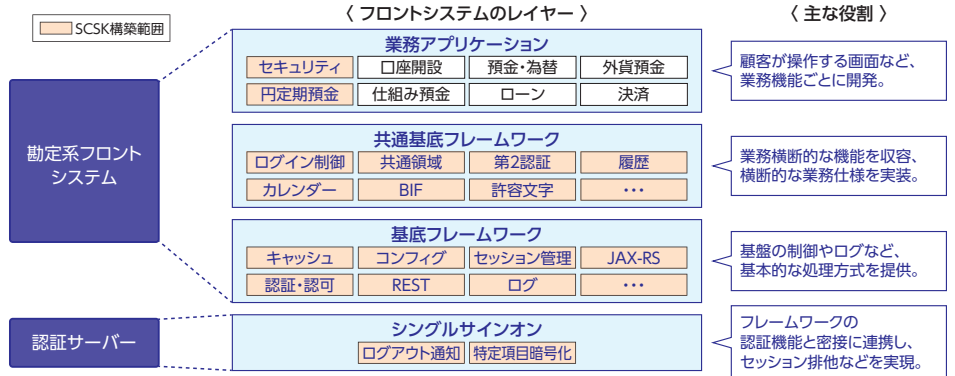 〈 フロントシステムのレイヤー 〉
〈 主な役割 〉
SCSK構築範囲
勘定系フロント
システム
業務アプリケーション
セキュリティ 口座開設 預金・為替 外貨預金
円定期預金 仕組み預金 ローン 決済
顧客が操作する画面など、
業務機能ごとに開発。
共通基底フレームワーク
ログイン制御 共通領域 第2認証 履歴
カレンダー BIF 許容文字 ・・・
業務横断的な機能を収容、
横断的な業務仕様を実装。
基底フレームワーク
キャッシュ コンフィグ セッション管理 JAX-RS
認証・認可 REST ログ ・・・
基盤の制御やログなど、
基本的な処理方式を提供。
認証サーバー
シングルサインオン
ログアウト通知 特定項目暗号化
フレームワークの
認証機能と密接に連携し、
セッション排他などを実現。